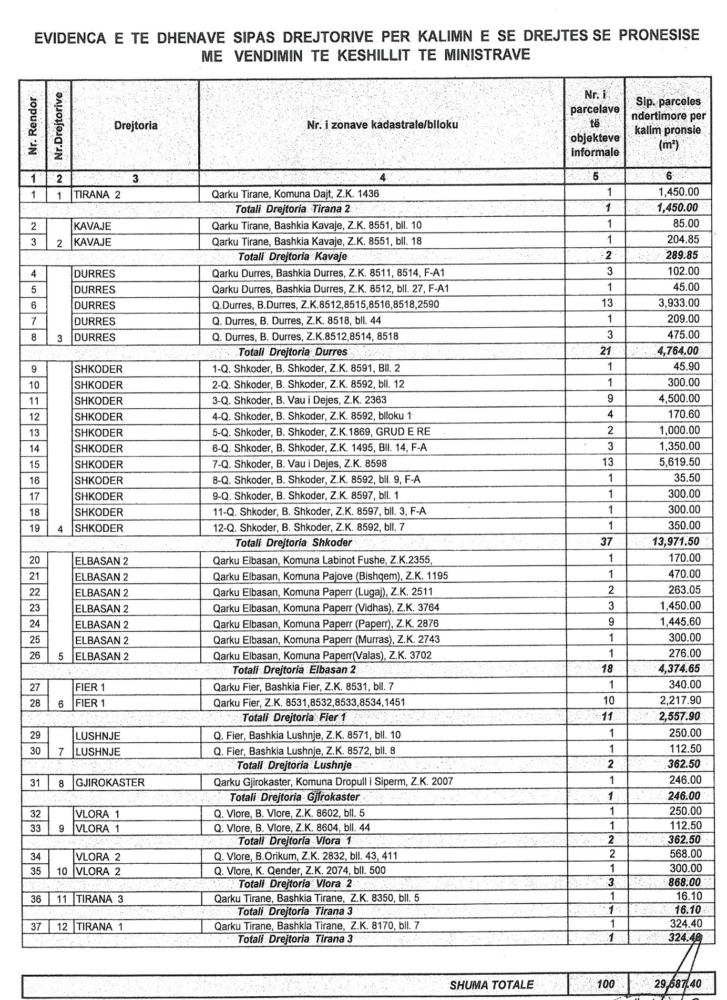 EVIDENCA E TE DHENAVE SIPAS DREJTORIVE PER KALIMN E SE DREJTES SE PRONESISE
ME VENDIMIN TE KESHILLIT TE MINISTRAVE
Nr. Rendor Nr.Drejtorive Drejtoria Nr. i zonave kadastrale/blloku Nr. i parcelave të objekteve informale Sip. parceles ndertimore per kalim pronsie (m²)
1 2 3 4 5 6
1 1 TIRANA 2 Qarku Tirane, Komuna Dajt, Z.K. 1436 1 1,450.00
Totali Drejtoria Tirana 2 1 1,450.00
2 KAVAJE Qarku Tirane, Bashkia Kavaje, Z.K. 8551, bll. 10 1 85.00
3 2 KAVAJE Qarku Tirane, Bashkia Kavaje, Z.K. 8551, bll. 18 1 204.85
Totali Drejtoria Kavaje 2 289.85
4 DURRES Qarku Durres, Bashkia Durres, Z.K. 8511, 8514, F-A1 3 102.00
5 DURRES Qarku Durres, Bashkia Durres, Z.K. 8512, bll. 27, F-A1 1 45.00
6 DURRES Q.Durres, B.Durres, Z.K.8512,8515,8516,8518,2590 13 3,933.00
7 DURRES Q. Durres, B. Durres, Z.K. 8518, bll. 44 1 209.00
8 3 DURRES Q. Durres, B. Durres, Z.K.8512,8514, 8518 3 475.00
Totali Drejtoria Durres 21 4,764.00
9 SHKODER 1-Q. Shkoder, B. Shkoder, Z.K. 8591, Bll. 2 1 45.90
10 SHKODER 2-Q. Shkoder, B. Shkoder, Z.K. 8592, bll. 12 1 300.00
11 SHKODER 3-Q. Shkoder, B. Vau i Dejes, Z.K. 2363 9 4,500.00
12 SHKODER 4-Q. Shkoder, B. Shkoder, Z.K. 8592, blloku 1 4 170.60
13 SHKODER 5-Q. Shkoder, B. Shkoder, Z.K.1869, GRUD E RE 2 1,000.00
14 SHKODER 6-Q. Shkoder, B. Shkoder, Z.K. 1495, Bll. 14, F-A 3 1,350.00
15 SHKODER 7-Q. Shkoder, B. Vau i Dejes, Z.K. 8598 13 5,619.50
16 SHKODER 8-Q. Shkoder, B. Shkoder, Z.K. 8592, bll. 9, F-A 1 35.50
17 SHKODER 9-Q. Shkoder, B. Shkoder, Z.K. 8597, bll. 1 1 300.00
18 SHKODER 11-Q. Shkoder, B. Shkoder, Z.K. 8597, bll. 3, F-A 1 300.00
19 4 SHKODER 12-Q. Shkoder, B. Shkoder, Z.K. 8592, bll. 7 1 350.00
Totali Drejtoria Shkoder 37 13,971.50
20 ELBASAN 2 Qarku Elbasan, Komuna Labinot Fushe, Z.K.2355, 1 170.00
21 ELBASAN 2 Qarku Elbasan, Komuna Pajove (Bishqem), Z.K. 1195 1 470.00
22 ELBASAN 2 Qarku Elbasan, Komuna Paperr (Lugaj), Z.K. 2511 2 263.05
23 ELBASAN 2 Qarku Elbasan, Komuna Paperr (Vidhas), Z.K. 3764 3 1,450.00
24 ELBASAN 2 Qarku Elbasan, Komuna Paperr (Paperr), Z.K. 2876 9 1,445.60
25 ELBASAN 2 Qarku Elbasan, Komuna Paperr (Murras), Z.K. 2743 1 300.00
26 5 ELBASAN 2 Qarku Elbasan, Komuna Paperr(Valas), Z.K. 3702 1 276.00
Totali Drejtoria Elbasan 2 18 4,374.65
27 FIER 1 Qarku Fier, Bashkia Fier, Z.K. 8531, bll. 7 1 340.00
28 6 FIER 1 Qarku Fier, Z.K. 8531,8532,8533,8534,1451 10 2,217.90
Totali Drejtoria Fier 1 11 2,557.90
29 LUSHNJE Q. Fier, Bashkia Lushnje, Z.K. 8571, bll. 10 1 250.00
30 7 LUSHNJE Q. Fier, Bashkia Lushnje, Z.K. 8572, bll. 8 1 112.50
Totali Drejtoria Lushnje 2 362.50
31 8 GJIROKASTER Qarku Gjirokaster, Komuna Dropull i Siperm, Z.K. 2007 1 246.00
Totali Drejtoria Gjirokaster 1 246.00
32 VLORA 1 Q. Vlore, B. Vlore, Z.K. 8602, bll. 5 1 250.00
33 9 VLORA 1 Q. Vlore, B. Vlore, Z.K. 8604, bll. 44 1 112.50
Totali Drejtoria Vlora 1 2 362.50
34 VLORA 2 Q. Vlore, B.Orikum, Z.K. 2832, bll. 43, 411 2 568.00
35 10 VLORA 2 Q. Vlore, K. Qender, Z.K. 2074, bll. 500 1 300.00
Totali Drejtoria Vlora 2 3 868.00
36 11 TIRANA 3 Qarku Tirane, Bashkia Tirane, Z.K. 8350, bll. 5 1 16.10
Totali Drejtoria Tirana 3 1 16.10
37 12 TIRANA 1 Qarku Tirane, Bashkia Tirane, Z.K. 8170, bll. 7 1 324.40
Totali Drejtoria Tirana 3 1 324.40
SHUMA TOTALE 100 29,587.40